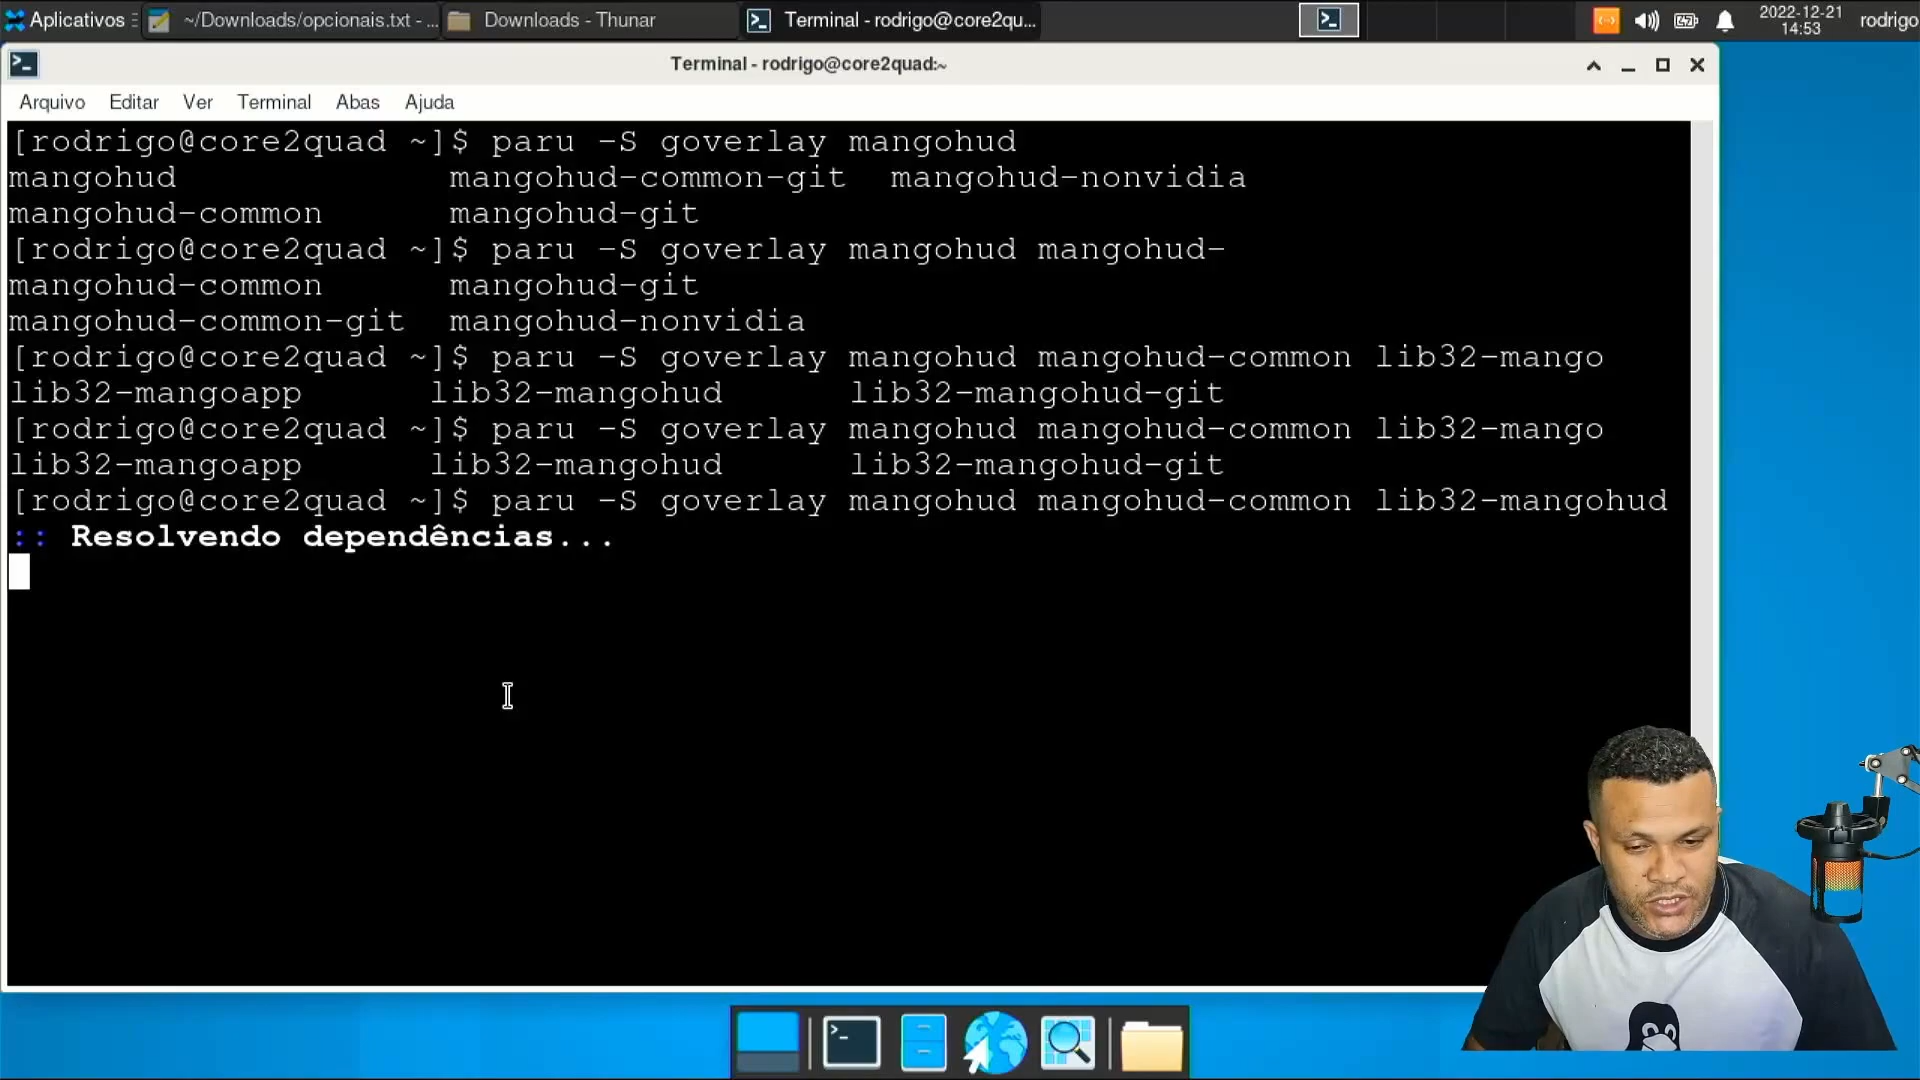 Aplicativos
~/Downloads/opcionais.txt - ...
Downloads - Thunar
Terminal - rodrigo@core2qu...
2022-12-21
14:53
rodrigo
Terminal - rodrigo@core2quad:~
Arquivo Editar Ver Terminal Abas Ajuda
[rodrigo@core2quad ~]$ paru -S goverlay mangohud
mangohud mangohud-common-git mangohud-nonvidia
mangohud-common mangohud-git
[rodrigo@core2quad ~]$ paru -S goverlay mangohud mangohud-
mangohud-common mangohud-git
mangohud-common-git mangohud-nonvidia
[rodrigo@core2quad ~]$ paru -S goverlay mangohud mangohud-common lib32-mango
lib32-mangoapp lib32-mangohud lib32-mangohud-git
[rodrigo@core2quad ~]$ paru -S goverlay mangohud mangohud-common lib32-mango
lib32-mangoapp lib32-mangohud lib32-mangohud-git
[rodrigo@core2quad ~]$ paru -S goverlay mangohud mangohud-common lib32-mangohud
:: Resolvendo dependências...